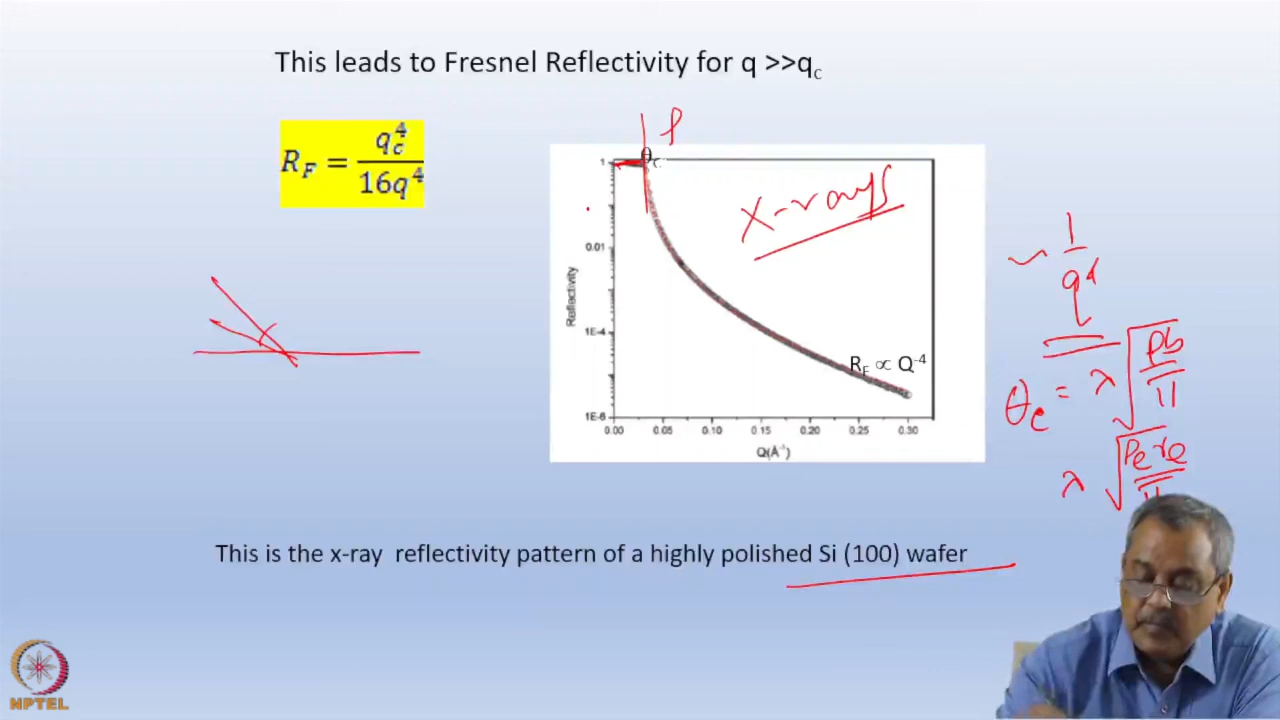 This leads to Fresnel Reflectivity for q >>q_c
R_F = q_c^4 / 16q^4
ρ
θ_c
1
X-rays
0.01
Reflectivity
1E-4
R_F ∝ Q^-4
1E-6
0.00 0.05 0.10 0.15 0.20 0.25 0.30
Q(Å^-1)
~ 1/q^4
θ_c = λ √(ρb/π)
λ √(ρ_e r_e/π)
This is the x-ray reflectivity pattern of a highly polished Si (100) wafer
NPTEL